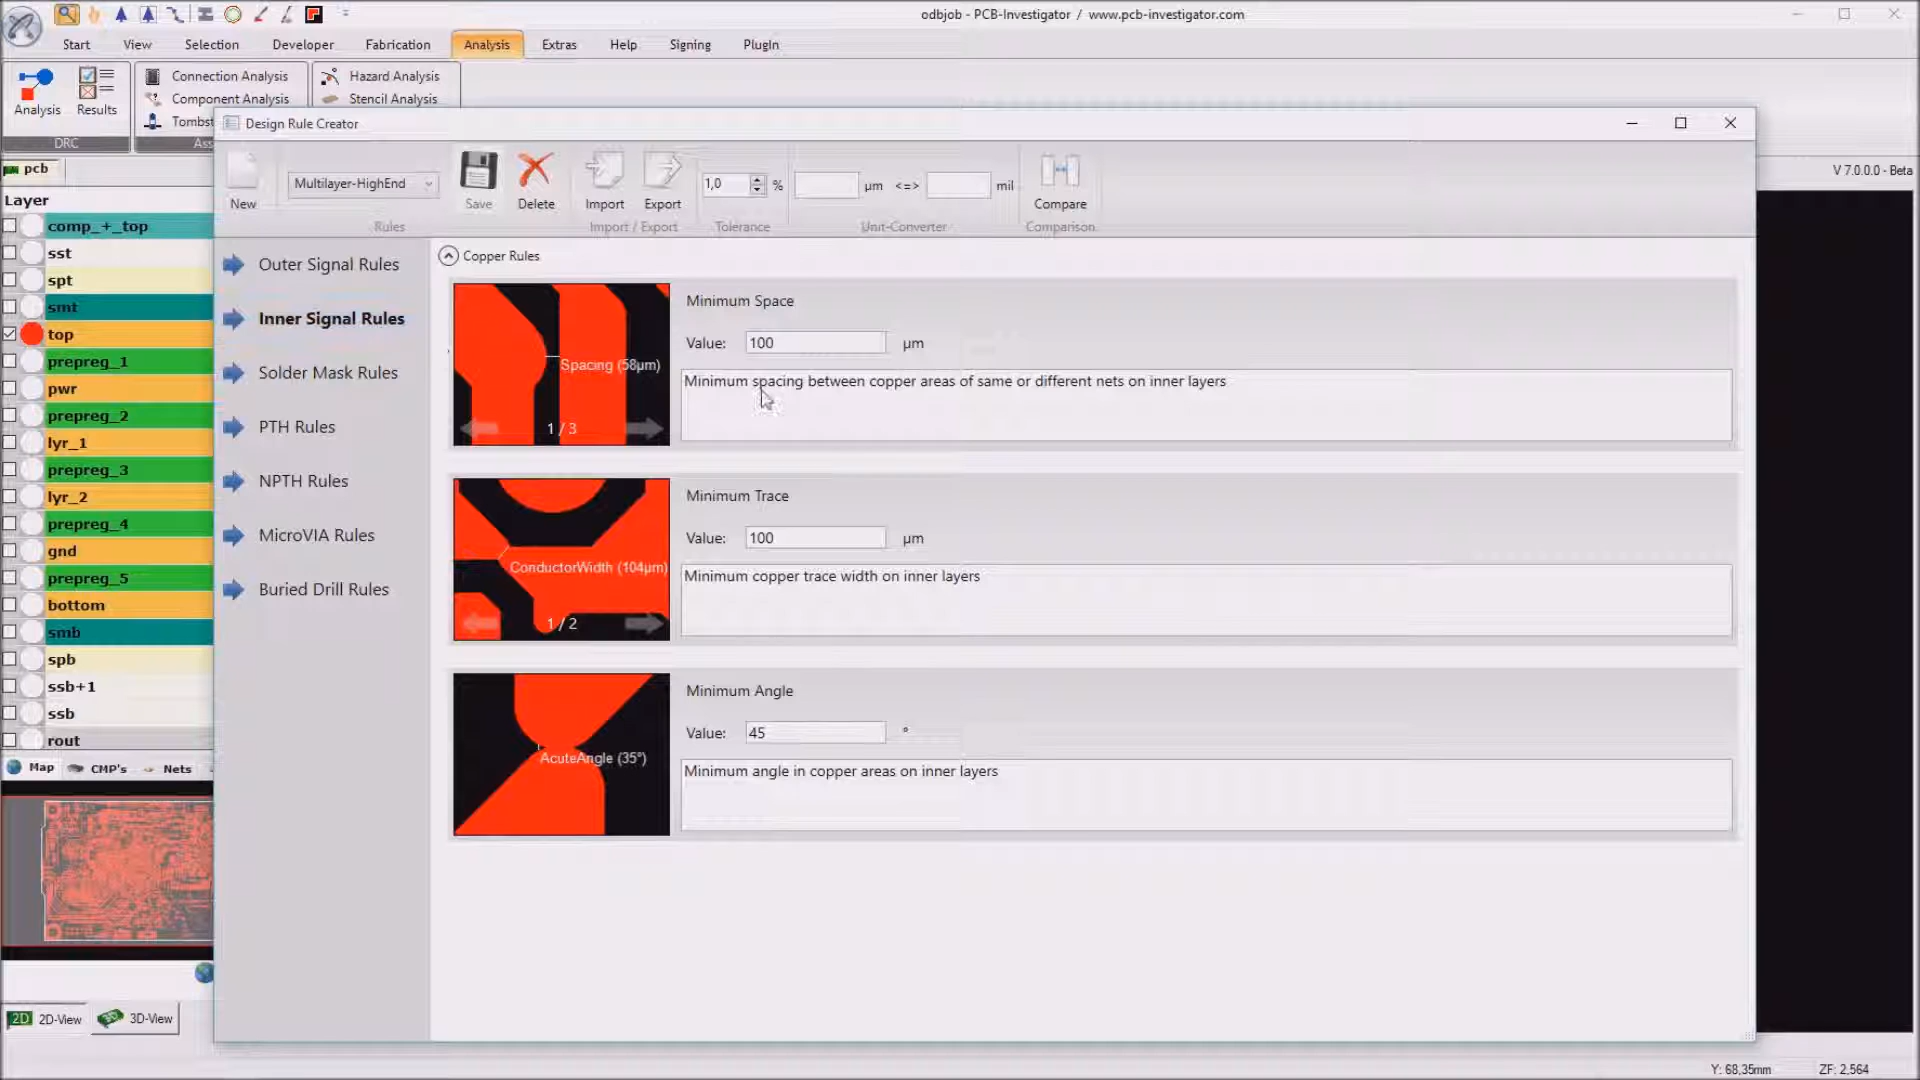 odbjob - PCB-Investigator / www.pcb-investigator.com
Start View Selection Developer Fabrication Analysis Extras Help Signing PlugIn
Analysis
Results
DRC
Connection Analysis
Component Analysis
Tombst
Ass
Hazard Analysis
Stencil Analysis
V 7.0.0.0 - Beta
pcb
Layer
comp_+_top
sst
spt
smt
top
prepreg_1
pwr
prepreg_2
lyr_1
prepreg_3
lyr_2
prepreg_4
gnd
prepreg_5
bottom
smb
spb
ssb+1
ssb
rout
Map CMP's Nets
2D 2D-View 3D-View
Design Rule Creator
New
Multilayer-HighEnd
Save
Delete
Rules
Import
Export
Import / Export
1,0 %
Tolerance
µm <=> mil
Unit-Converter
Compare
Comparison
Outer Signal Rules
Inner Signal Rules
Solder Mask Rules
PTH Rules
NPTH Rules
MicroVIA Rules
Buried Drill Rules
Copper Rules
Spacing (58µm)
1 / 3
Minimum Space
Value: 100 µm
Minimum spacing between copper areas of same or different nets on inner layers
ConductorWidth (104µm)
1 / 2
Minimum Trace
Value: 100 µm
Minimum copper trace width on inner layers
AcuteAngle (35°)
Minimum Angle
Value: 45 °
Minimum angle in copper areas on inner layers
Y: 68,35mm ZF: 2,564